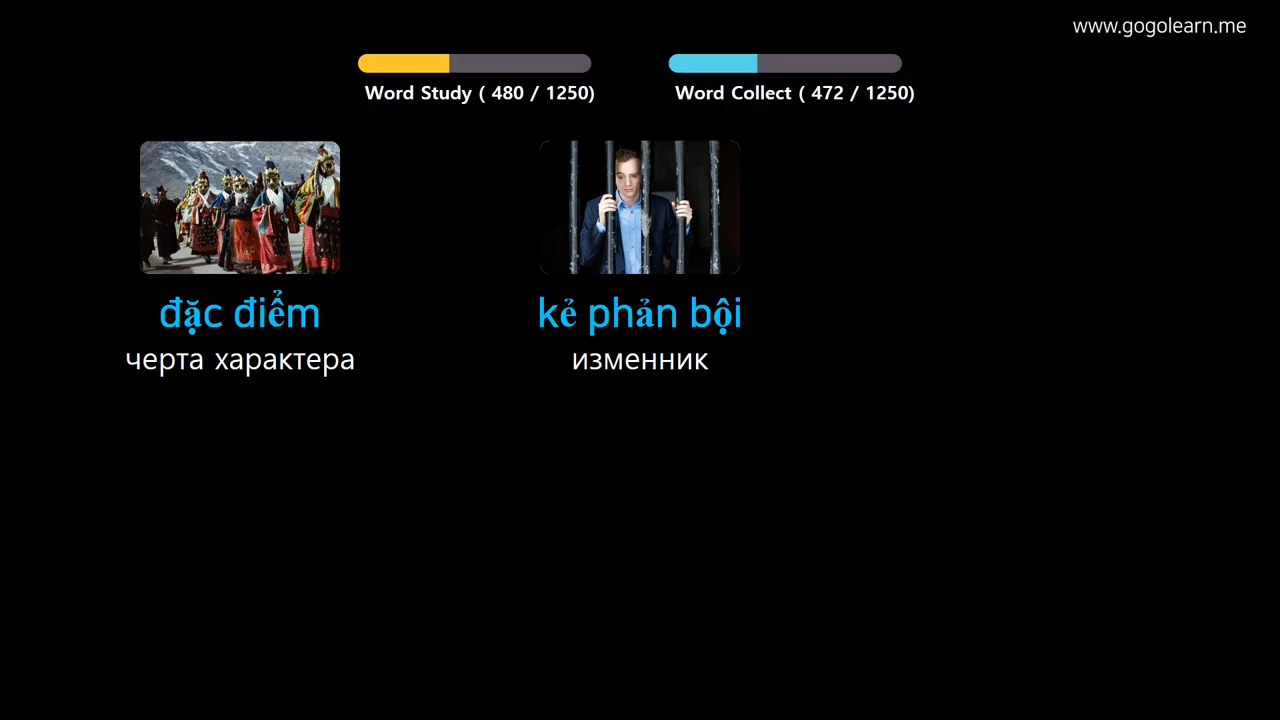 www.gogolearn.me
Word Study ( 480 / 1250)
Word Collect ( 472 / 1250)
đặc điểm
черта характера
kẻ phản bội
изменник